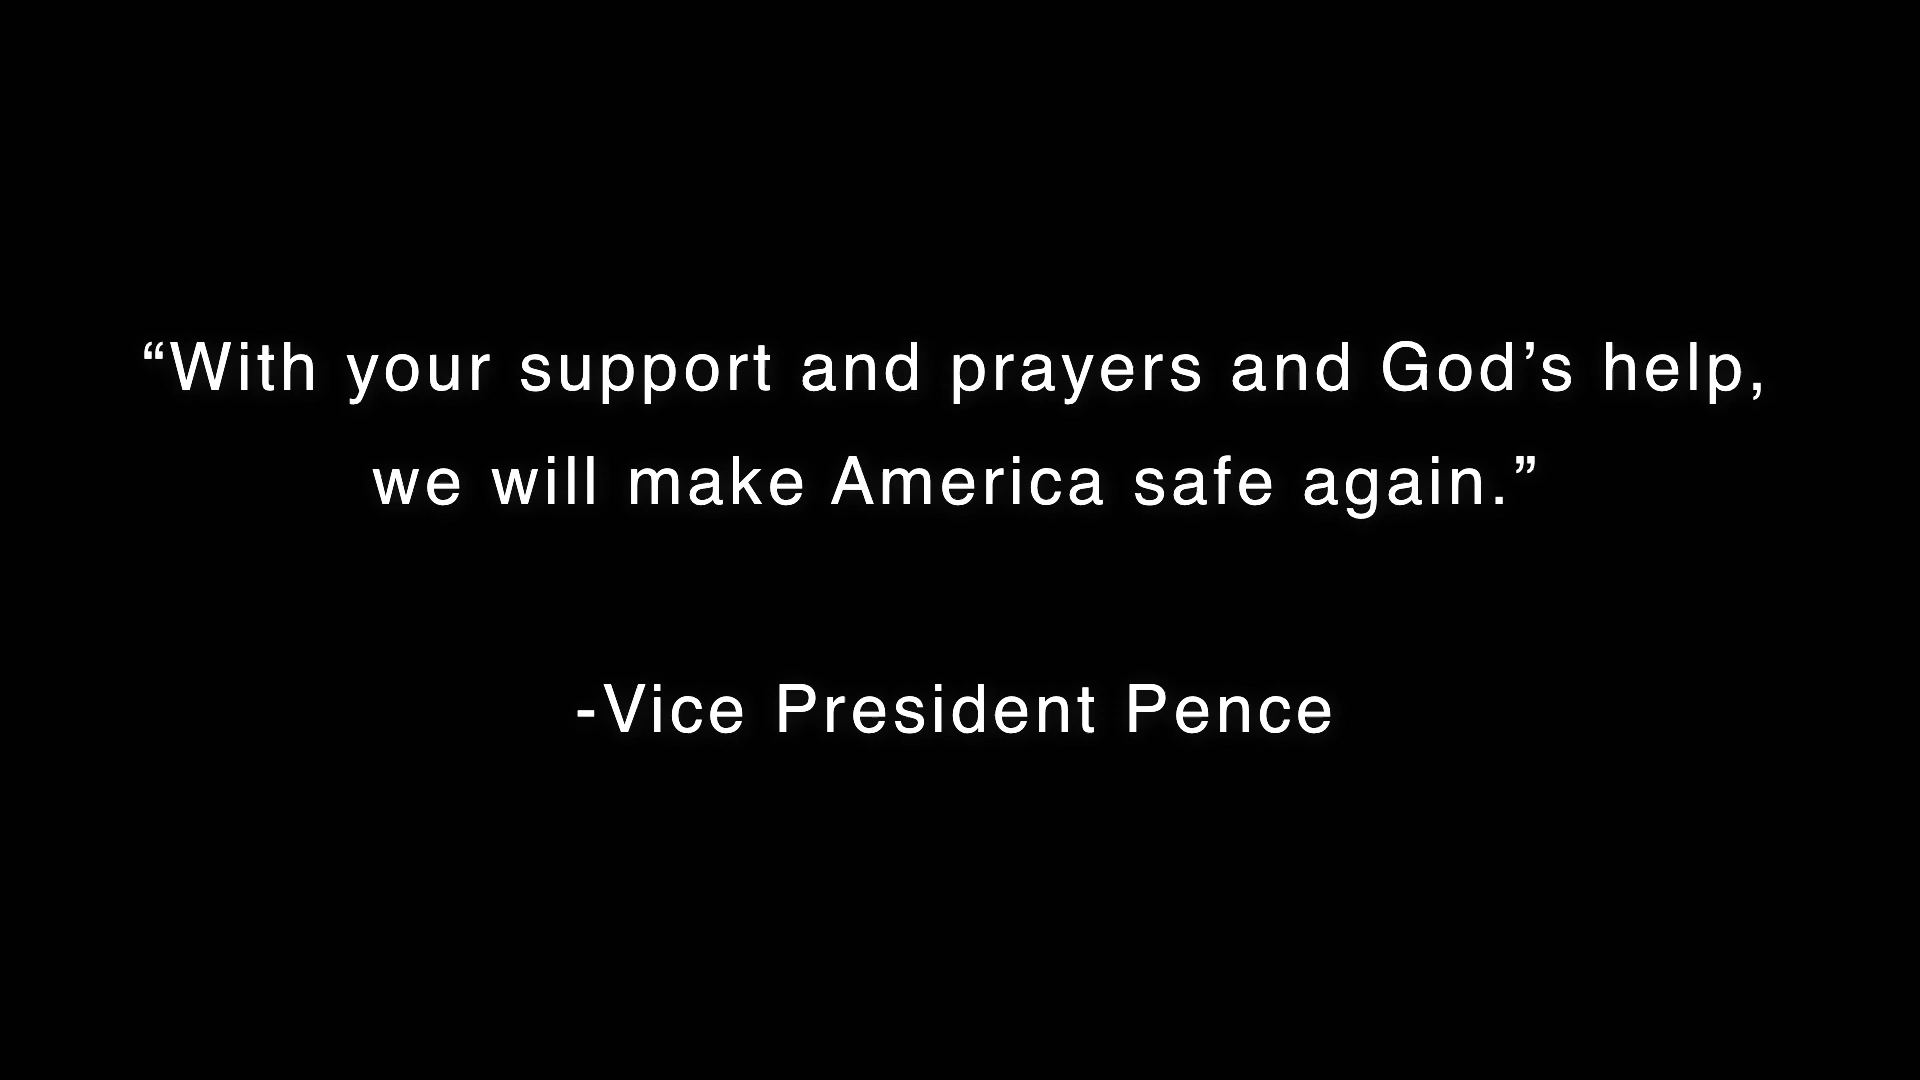 “With your support and prayers and God’s help,
we will make America safe again.”
-Vice President Pence